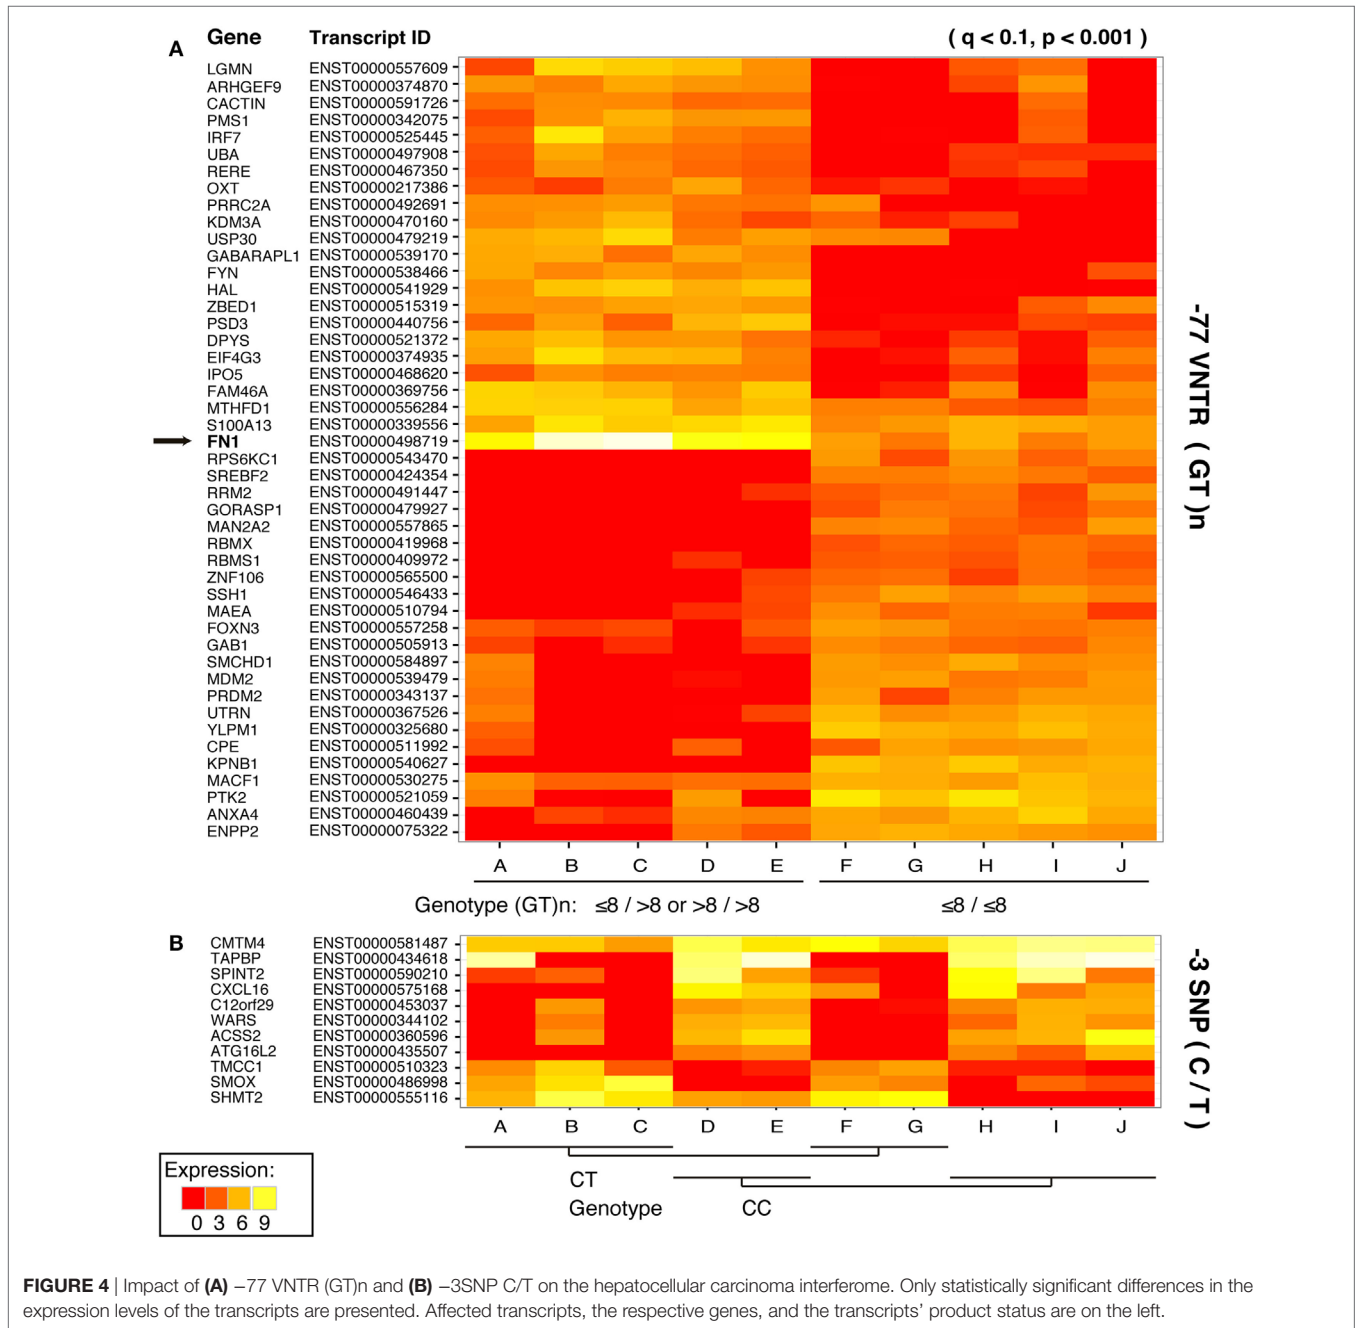 A Gene Transcript ID ( q < 0.1, p < 0.001 )
LGMN ENST00000557609
ARHGEF9 ENST00000374870
CACTIN ENST00000591726
PMS1 ENST00000342075
IRF7 ENST00000525445
UBA ENST00000497908
RERE ENST00000467350
OXT ENST00000217386
PRRC2A ENST00000492691
KDM3A ENST00000470160
USP30 ENST00000479219
GABARAPL1 ENST00000539170
FYN ENST00000538466
HAL ENST00000541929
ZBED1 ENST00000515319
PSD3 ENST00000440756
DPYS ENST00000521372
EIF4G3 ENST00000374935
IPO5 ENST00000468620
FAM46A ENST00000369756
MTHFD1 ENST00000556284
S100A13 ENST00000339556
FN1 ENST00000498719
RPS6KC1 ENST00000543470
SREBF2 ENST00000424354
RRM2 ENST00000491447
GORASP1 ENST00000479927
MAN2A2 ENST00000557865
RBMX ENST00000419968
RBMS1 ENST00000409972
ZNF106 ENST00000565500
SSH1 ENST00000546433
MAEA ENST00000510794
FOXN3 ENST00000557258
GAB1 ENST00000505913
SMCHD1 ENST00000584897
MDM2 ENST00000539479
PRDM2 ENST00000343137
UTRN ENST00000367526
YLPM1 ENST00000325680
CPE ENST00000511992
KPNB1 ENST00000540627
MACF1 ENST00000530275
PTK2 ENST00000521059
ANXA4 ENST00000460439
ENPP2 ENST00000075322
-77 VNTR ( GT )n
A B C D E F G H I J
Genotype (GT)n: ≤8 / >8 or >8 / >8 ≤8 / ≤8
B CMTM4 ENST00000581487
TAPBP ENST00000434618
SPINT2 ENST00000590210
CXCL16 ENST00000575168
C12orf29 ENST00000453037
WARS ENST00000344102
ACSS2 ENST00000360596
ATG16L2 ENST00000435507
TMCC1 ENST00000510323
SMOX ENST00000486998
SHMT2 ENST00000555116
-3 SNP ( C / T )
A B C D E F G H I J
CT
Genotype CC
Expression:
0 3 6 9
FIGURE 4 | Impact of (A) −77 VNTR (GT)n and (B) −3SNP C/T on the hepatocellular carcinoma interferome. Only statistically significant differences in the
expression levels of the transcripts are presented. Affected transcripts, the respective genes, and the transcripts' product status are on the left.